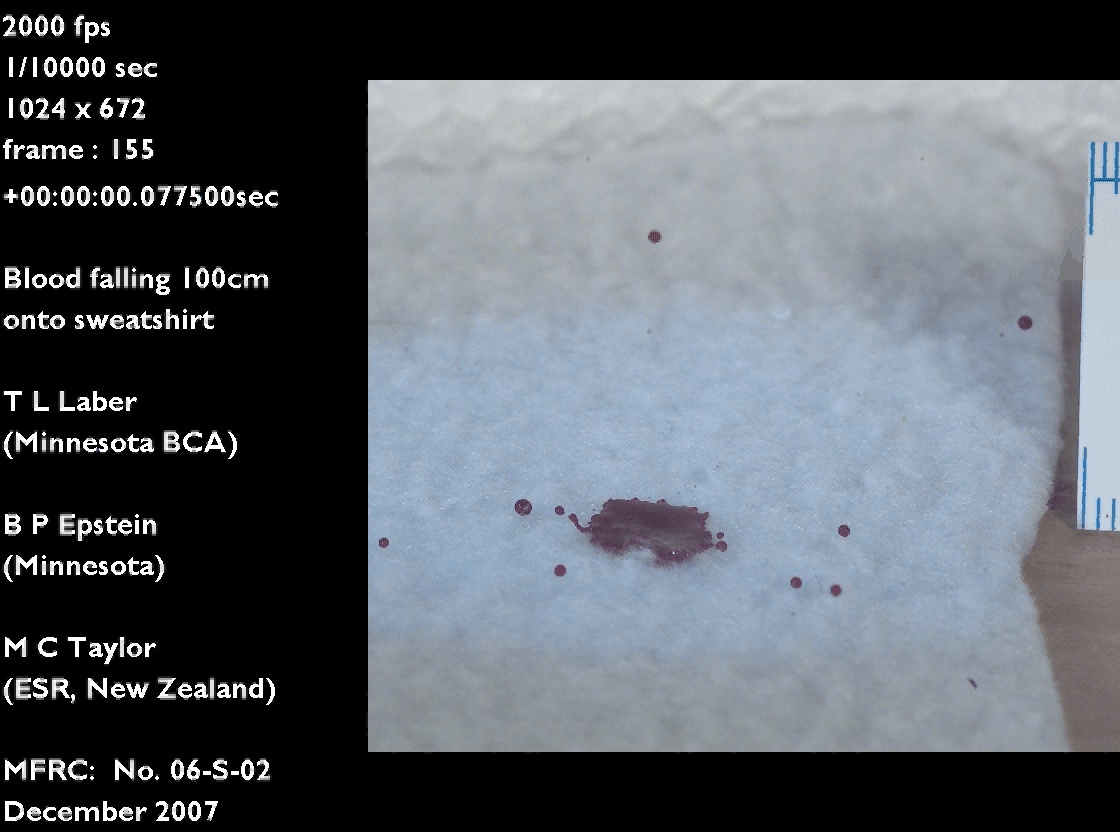 2000 fps
1/10000 sec
1024 x 672
frame : 155
+00:00:00.077500sec
Blood falling 100cm
onto sweatshirt
T L Laber
(Minnesota BCA)
B P Epstein
(Minnesota)
M C Taylor
(ESR, New Zealand)
MFRC:  No. 06-S-02
December 2007